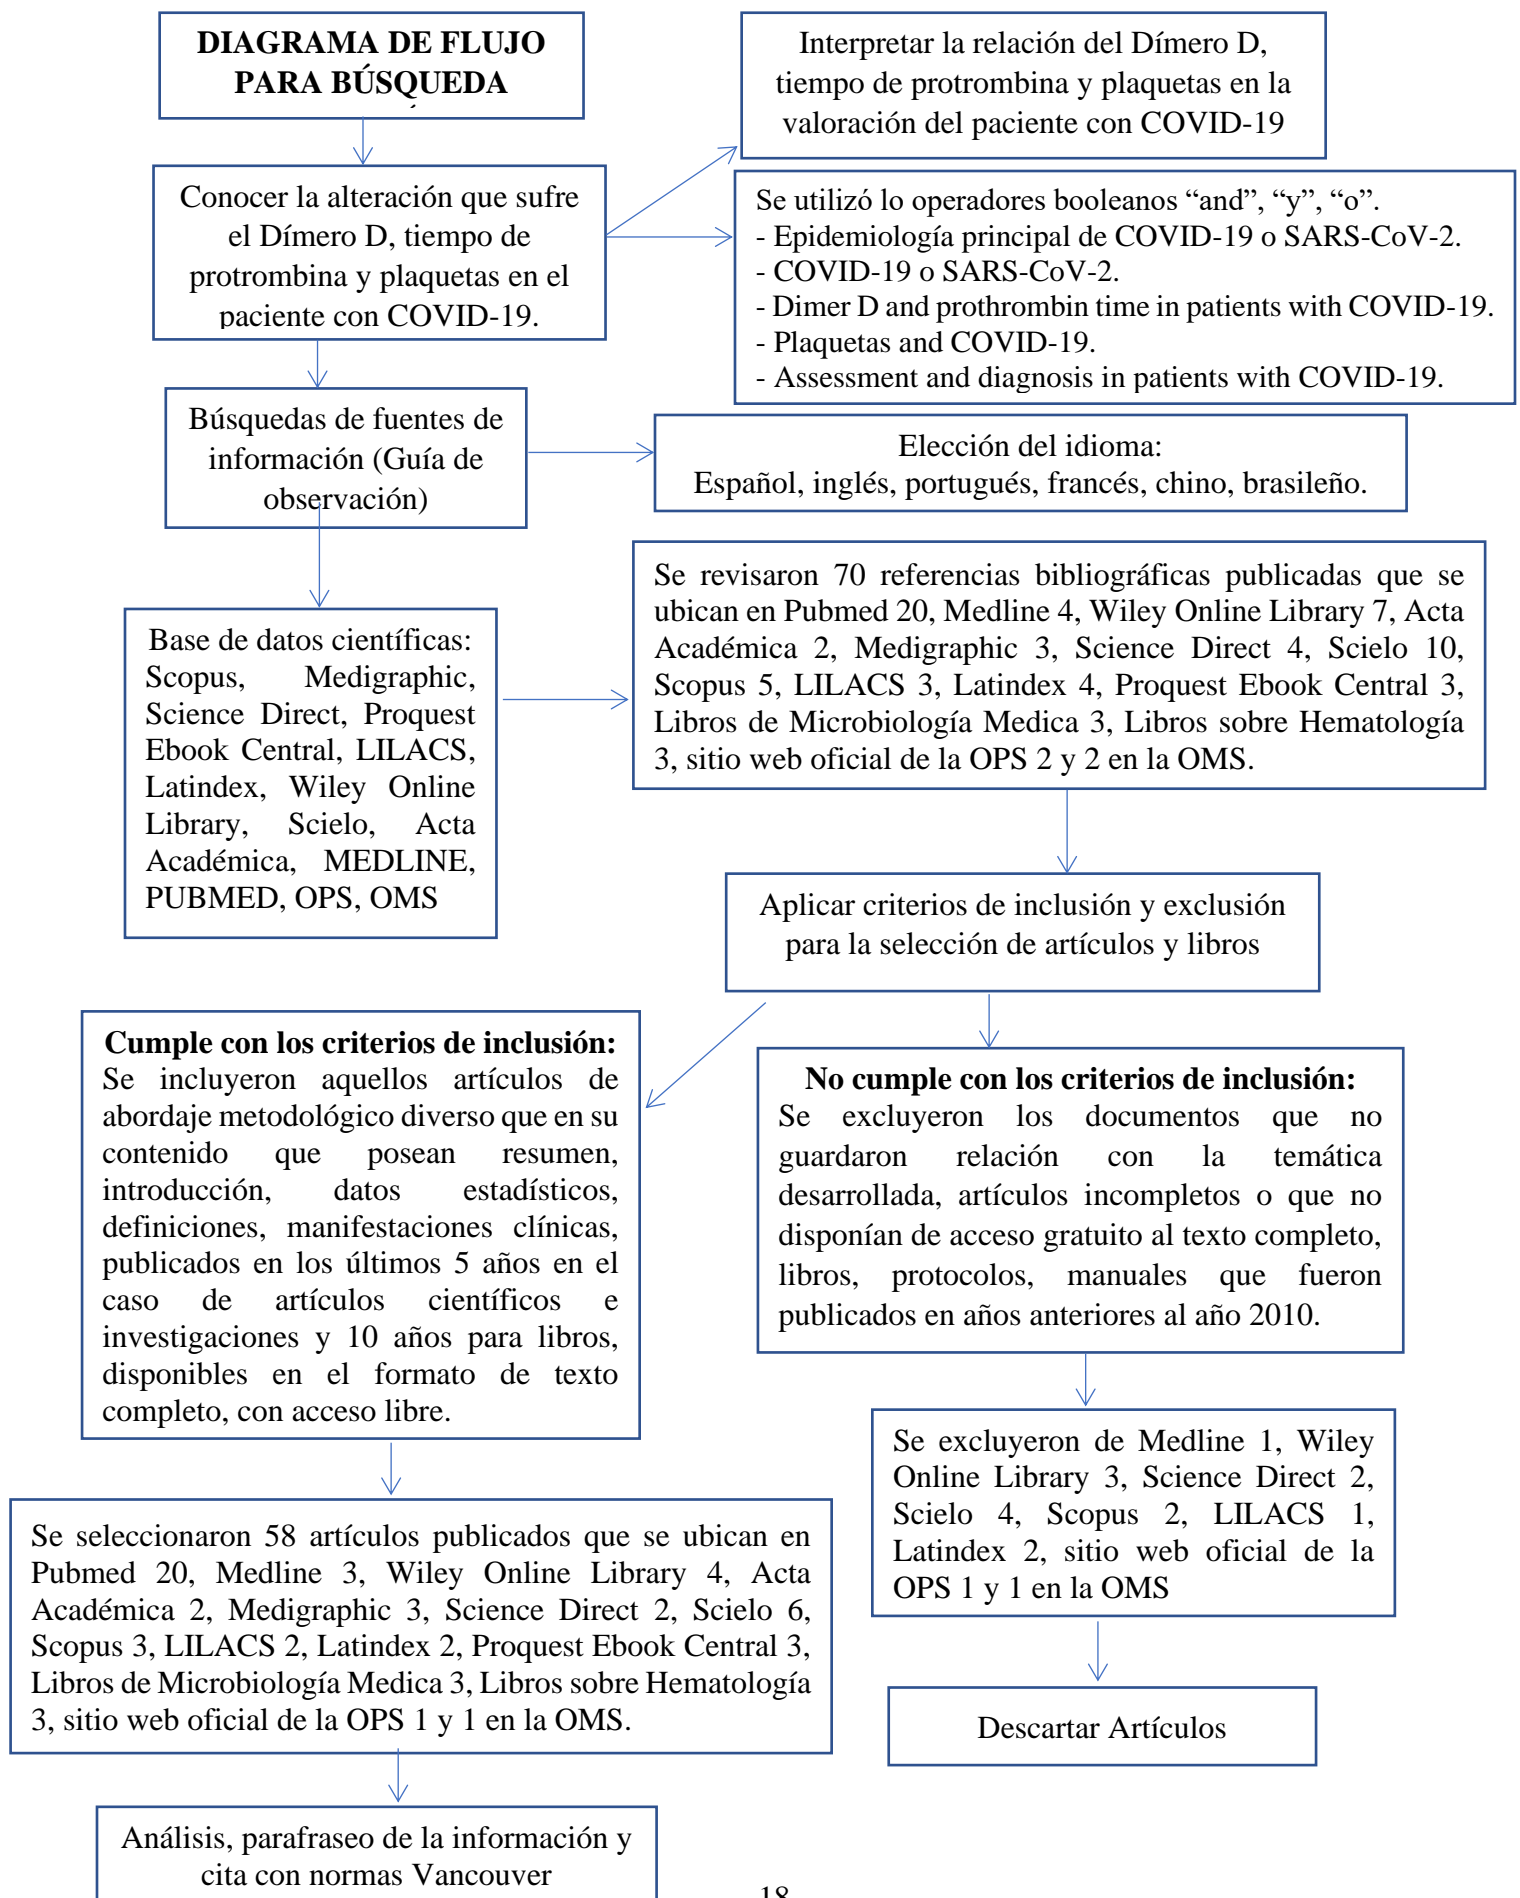 DIAGRAMA DE FLUJO
PARA BÚSQUEDA
Interpretar la relación del Dímero D,
tiempo de protrombina y plaquetas en la
valoración del paciente con COVID-19
Conocer la alteración que sufre
el Dímero D, tiempo de
protrombina y plaquetas en el
paciente con COVID-19.
Se utilizó lo operadores booleanos “and”, “y”, “o”.
- Epidemiología principal de COVID-19 o SARS-CoV-2.
- COVID-19 o SARS-CoV-2.
- Dimer D and prothrombin time in patients with COVID-19.
- Plaquetas and COVID-19.
- Assessment and diagnosis in patients with COVID-19.
Búsquedas de fuentes de
información (Guía de
observación)
Elección del idioma:
Español, inglés, portugués, francés, chino, brasileño.
Base de datos científicas:
Scopus, Medigraphic,
Science Direct, Proquest
Ebook Central, LILACS,
Latindex, Wiley Online
Library, Scielo, Acta
Académica, MEDLINE,
PUBMED, OPS, OMS
Se revisaron 70 referencias bibliográficas publicadas que se
ubican en Pubmed 20, Medline 4, Wiley Online Library 7, Acta
Académica 2, Medigraphic 3, Science Direct 4, Scielo 10,
Scopus 5, LILACS 3, Latindex 4, Proquest Ebook Central 3,
Libros de Microbiología Medica 3, Libros sobre Hematología
3, sitio web oficial de la OPS 2 y 2 en la OMS.
Aplicar criterios de inclusión y exclusión
para la selección de artículos y libros
Cumple con los criterios de inclusión:
Se incluyeron aquellos artículos de
abordaje metodológico diverso que en su
contenido que posean resumen,
introducción, datos estadísticos,
definiciones, manifestaciones clínicas,
publicados en los últimos 5 años en el
caso de artículos científicos e
investigaciones y 10 años para libros,
disponibles en el formato de texto
completo, con acceso libre.
No cumple con los criterios de inclusión:
Se excluyeron los documentos que no
guardaron relación con la temática
desarrollada, artículos incompletos o que no
disponían de acceso gratuito al texto completo,
libros, protocolos, manuales que fueron
publicados en años anteriores al año 2010.
Se excluyeron de Medline 1, Wiley
Online Library 3, Science Direct 2,
Scielo 4, Scopus 2, LILACS 1,
Latindex 2, sitio web oficial de la
OPS 1 y 1 en la OMS
Se seleccionaron 58 artículos publicados que se ubican en
Pubmed 20, Medline 3, Wiley Online Library 4, Acta
Académica 2, Medigraphic 3, Science Direct 2, Scielo 6,
Scopus 3, LILACS 2, Latindex 2, Proquest Ebook Central 3,
Libros de Microbiología Medica 3, Libros sobre Hematología
3, sitio web oficial de la OPS 1 y 1 en la OMS.
Descartar Artículos
Análisis, parafraseo de la información y
cita con normas Vancouver
18